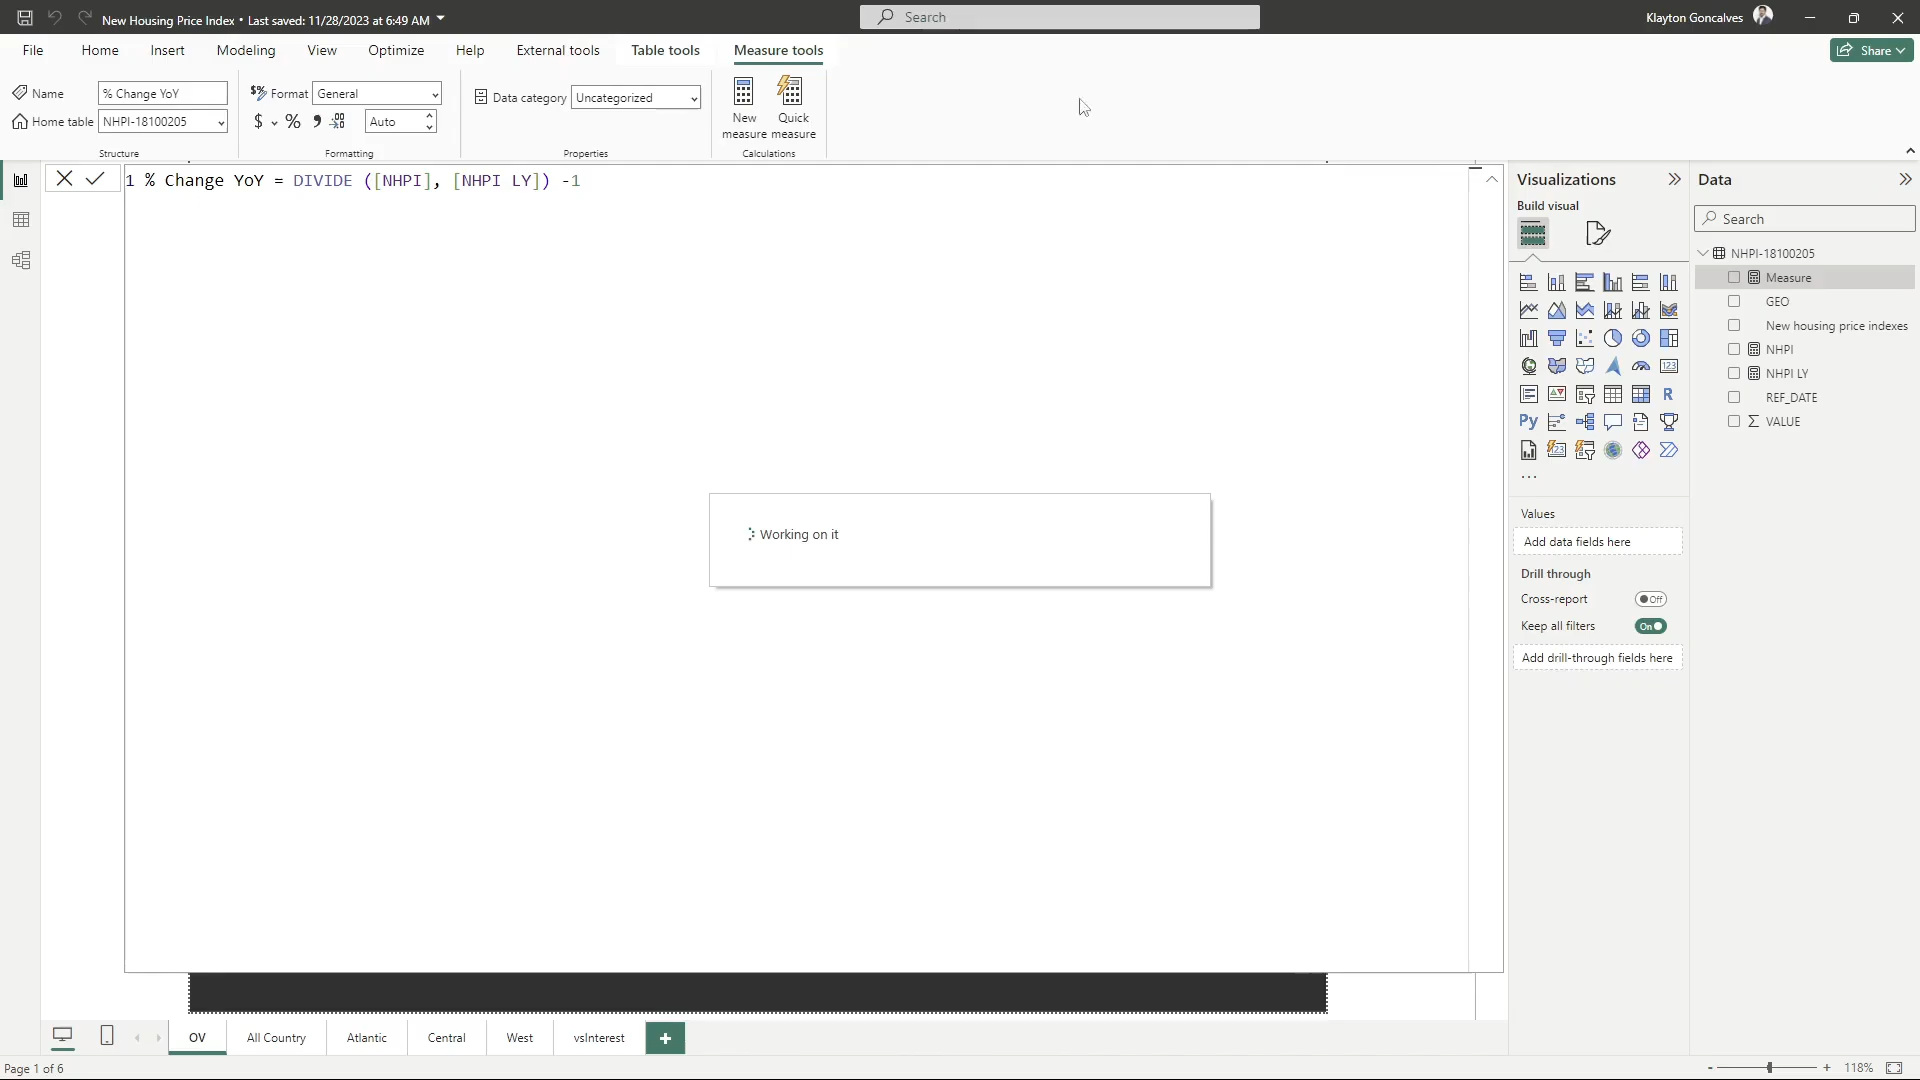 New Housing Price Index • Last saved: 11/28/2023 at 6:49 AM
Search
Klayton Goncalves
File
Home
Insert
Modeling
View
Optimize
Help
External tools
Table tools
Measure tools
Share
Name
% Change YoY
Format
General
Data category
Uncategorized
New measure
Quick measure
Home table
NHPI-18100205
$
%
Auto
Structure
Formatting
Properties
Calculations
1 % Change YoY = DIVIDE ([NHPI], [NHPI LY]) -1
Working on it
Visualizations
Build visual
R
Py
123
...
Values
Add data fields here
Drill through
Cross-report
Off
Keep all filters
On
Add drill-through fields here
Data
Search
NHPI-18100205
Measure
GEO
New housing price indexes
NHPI
NHPI LY
REF_DATE
VALUE
OV
All Country
Atlantic
Central
West
vsInterest
+
Page 1 of 6
- + 118%